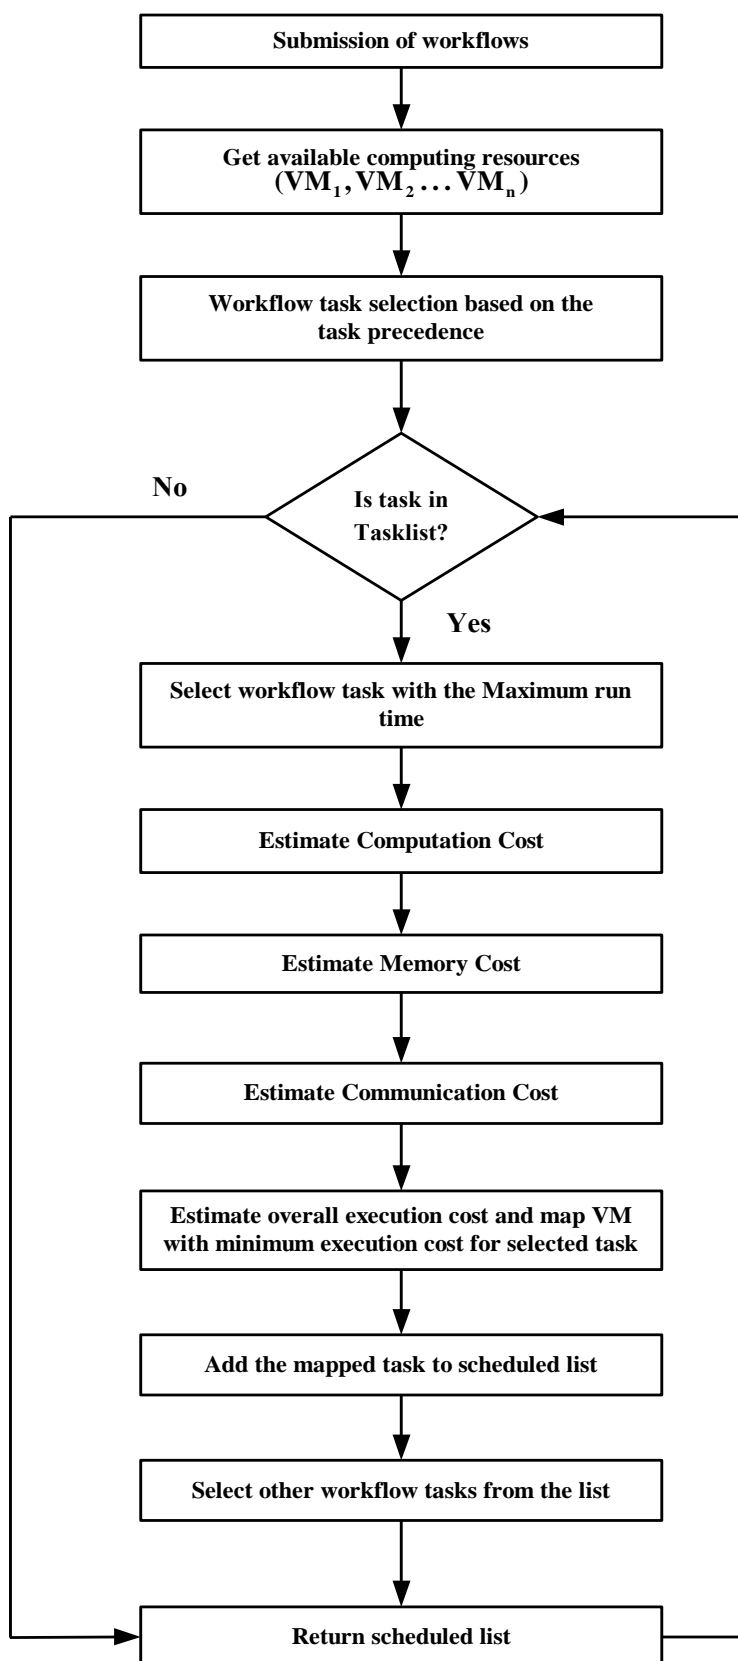 Submission of workflows
Get available computing resources
(VM₁, VM₂ ... VMₙ)
Workflow task selection based on the
task precedence
No
Is task in
Tasklist?
Yes
Select workflow task with the Maximum run
time
Estimate Computation Cost
Estimate Memory Cost
Estimate Communication Cost
Estimate overall execution cost and map VM
with minimum execution cost for selected task
Add the mapped task to scheduled list
Select other workflow tasks from the list
Return scheduled list